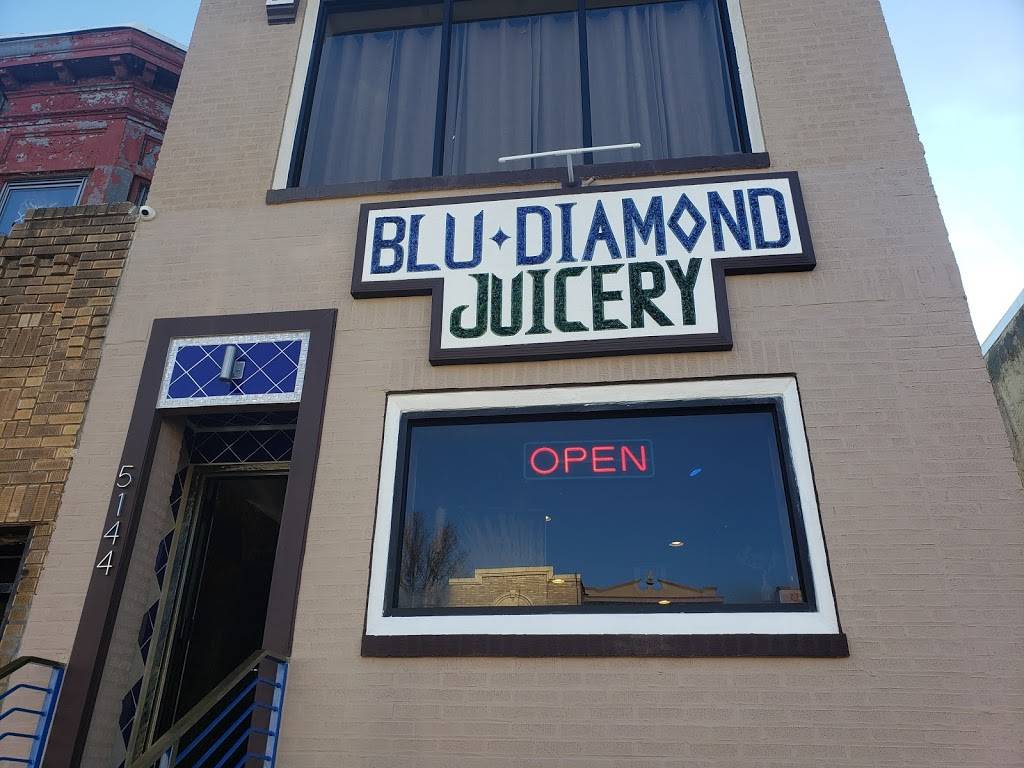 BLU DIAMOND
JUICERY
OPEN
5144